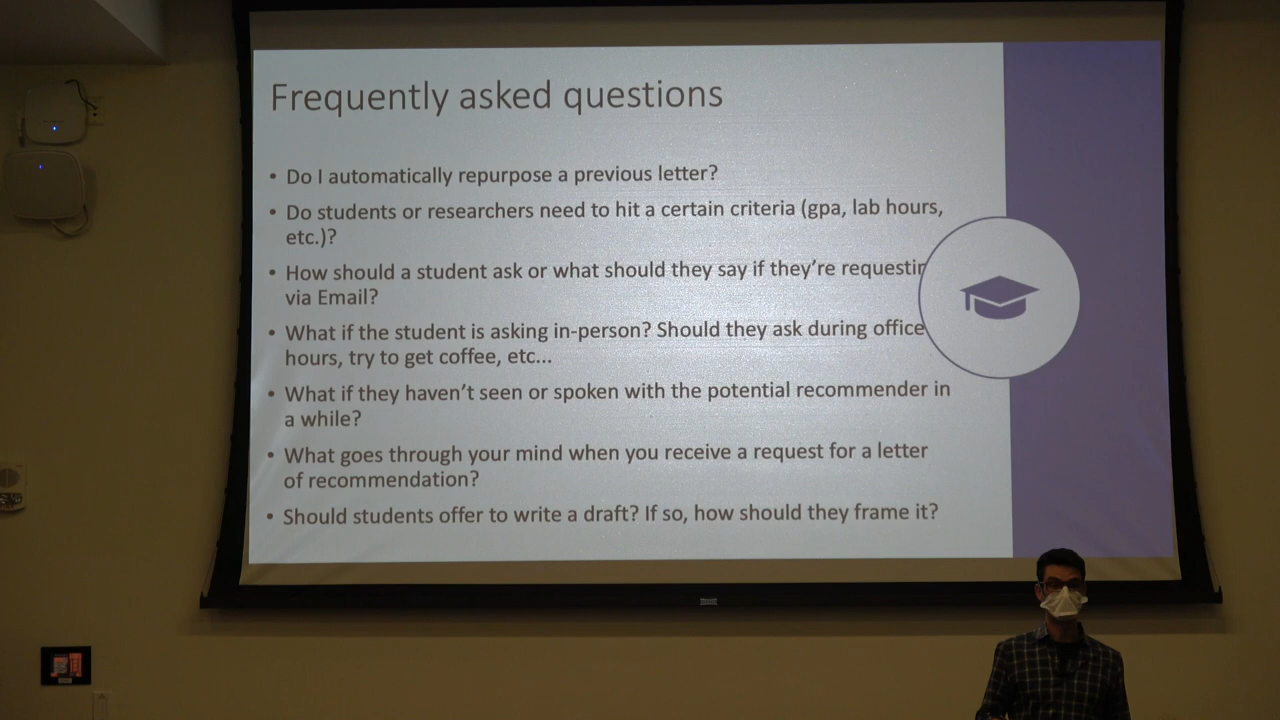 Frequently asked questions
• Do I automatically repurpose a previous letter?
• Do students or researchers need to hit a certain criteria (gpa, lab hours,
etc.)?
• How should a student ask or what should they say if they're
via Email?
• What if the student is asking in-person? Should they ask during office
hours, try to get coffee, etc...
• What if they haven't seen or spoken with the potential recommender in
a while?
• What goes through your mind when you receive a request for a letter
of recommendation?
• Should students offer to write a draft? If so, how should they frame it?